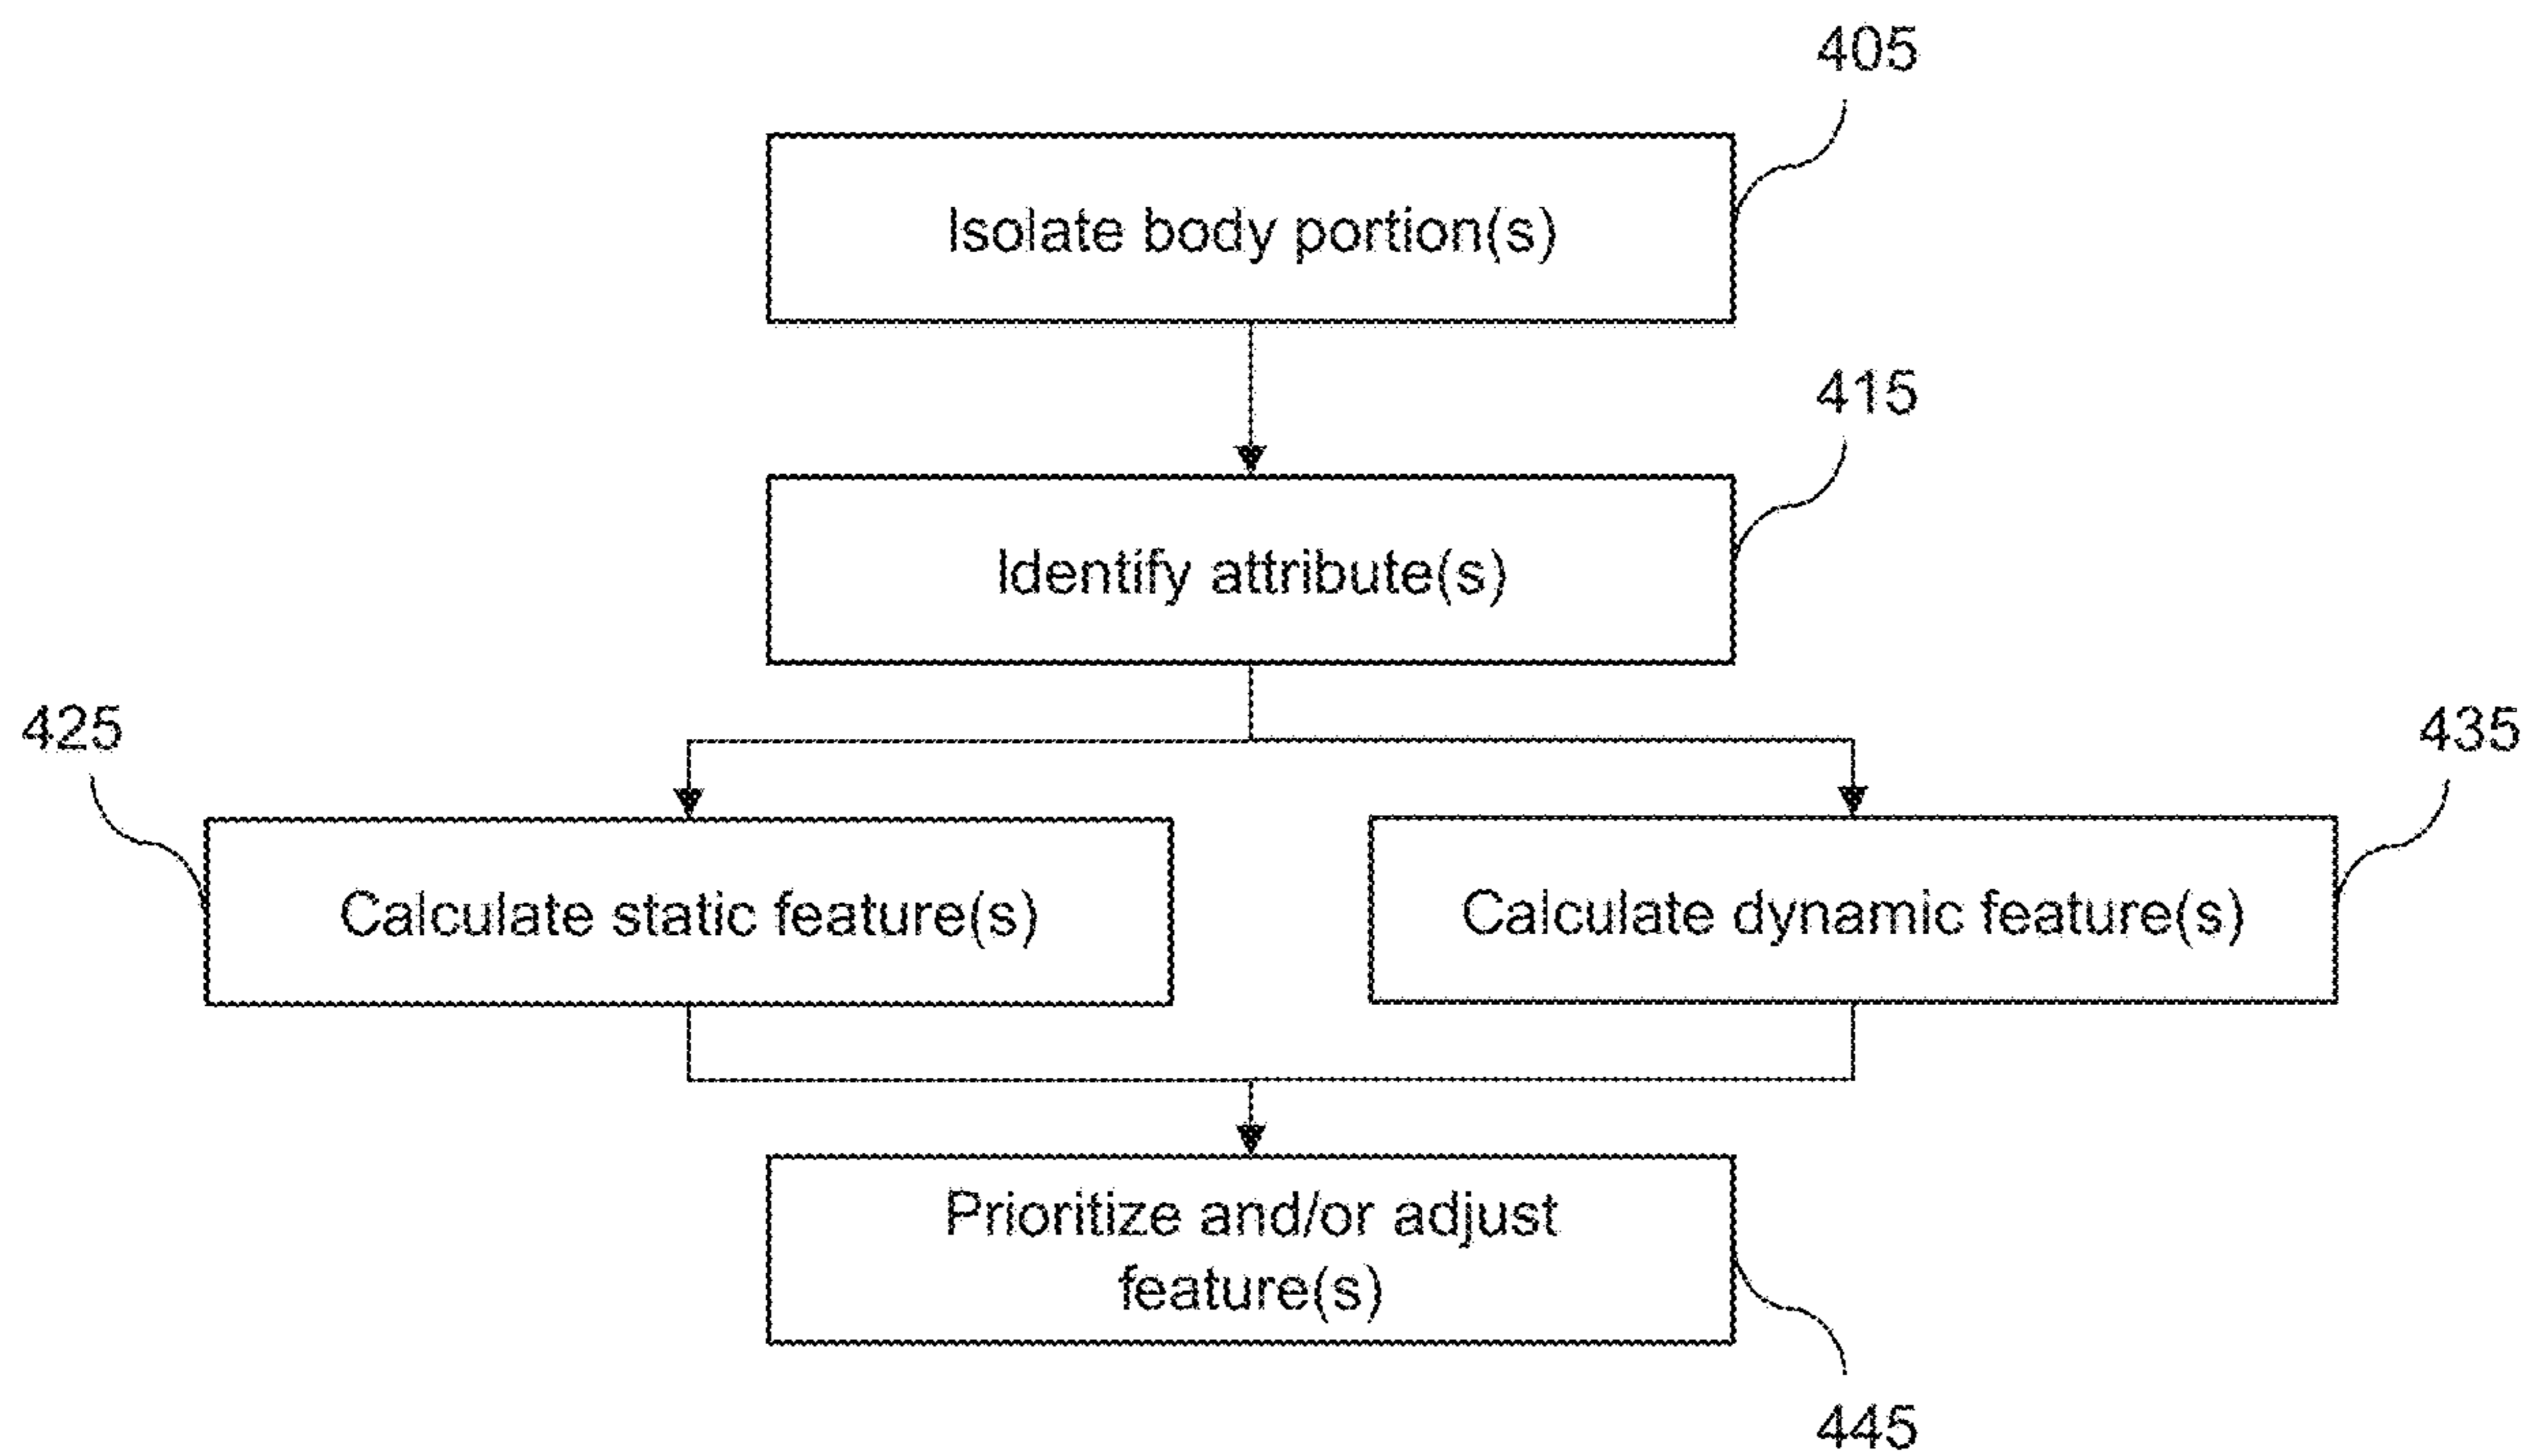 405
Isolate body portion(s)
415
Identify attribute(s)
425
435
Calculate static feature(s)
Calculate dynamic feature(s)
Prioritize and/or adjust
feature(s)
445